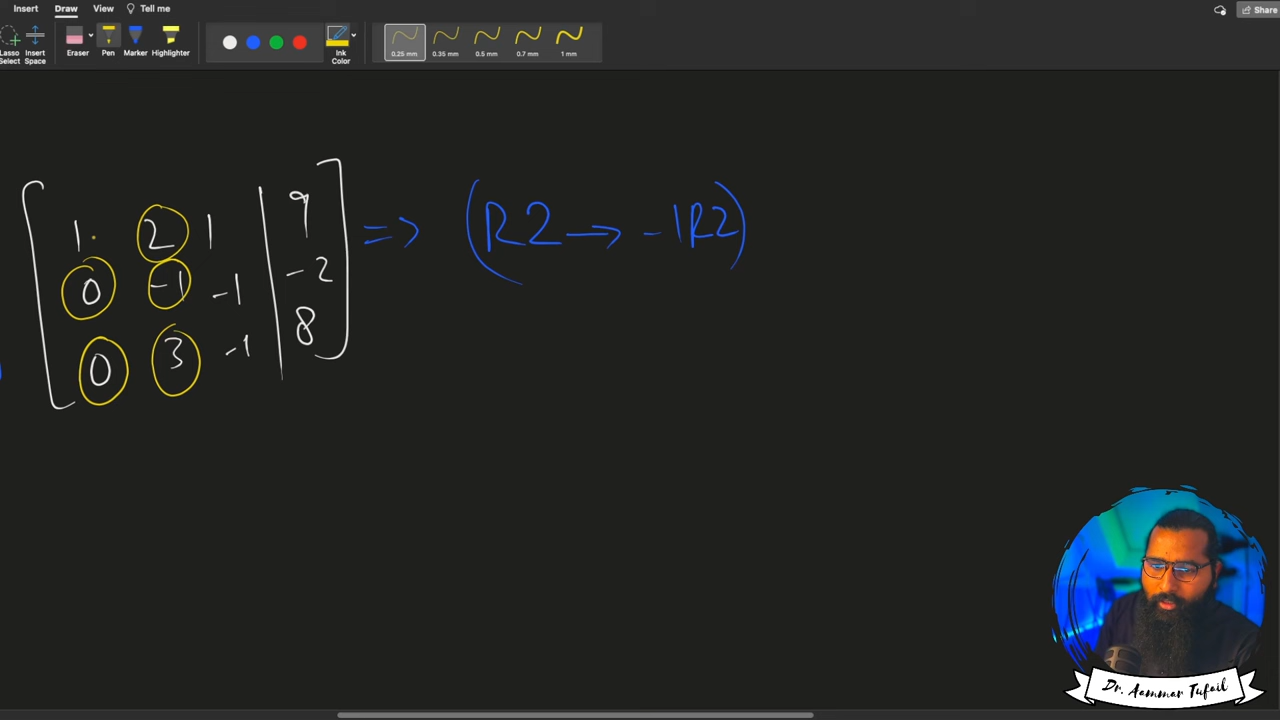 Insert View Draw Tell me Share
Lasso Select Insert Space Eraser Pen Marker Highlighter Ink Color 0.25 mm 0.35 mm 0.5 mm 0.7 mm 1 mm
1 2 1 | 9 => (R2 → -1R2)
0 -1 -1 | -2
0 3 -1 | 8
Dr. Aammar Tufail